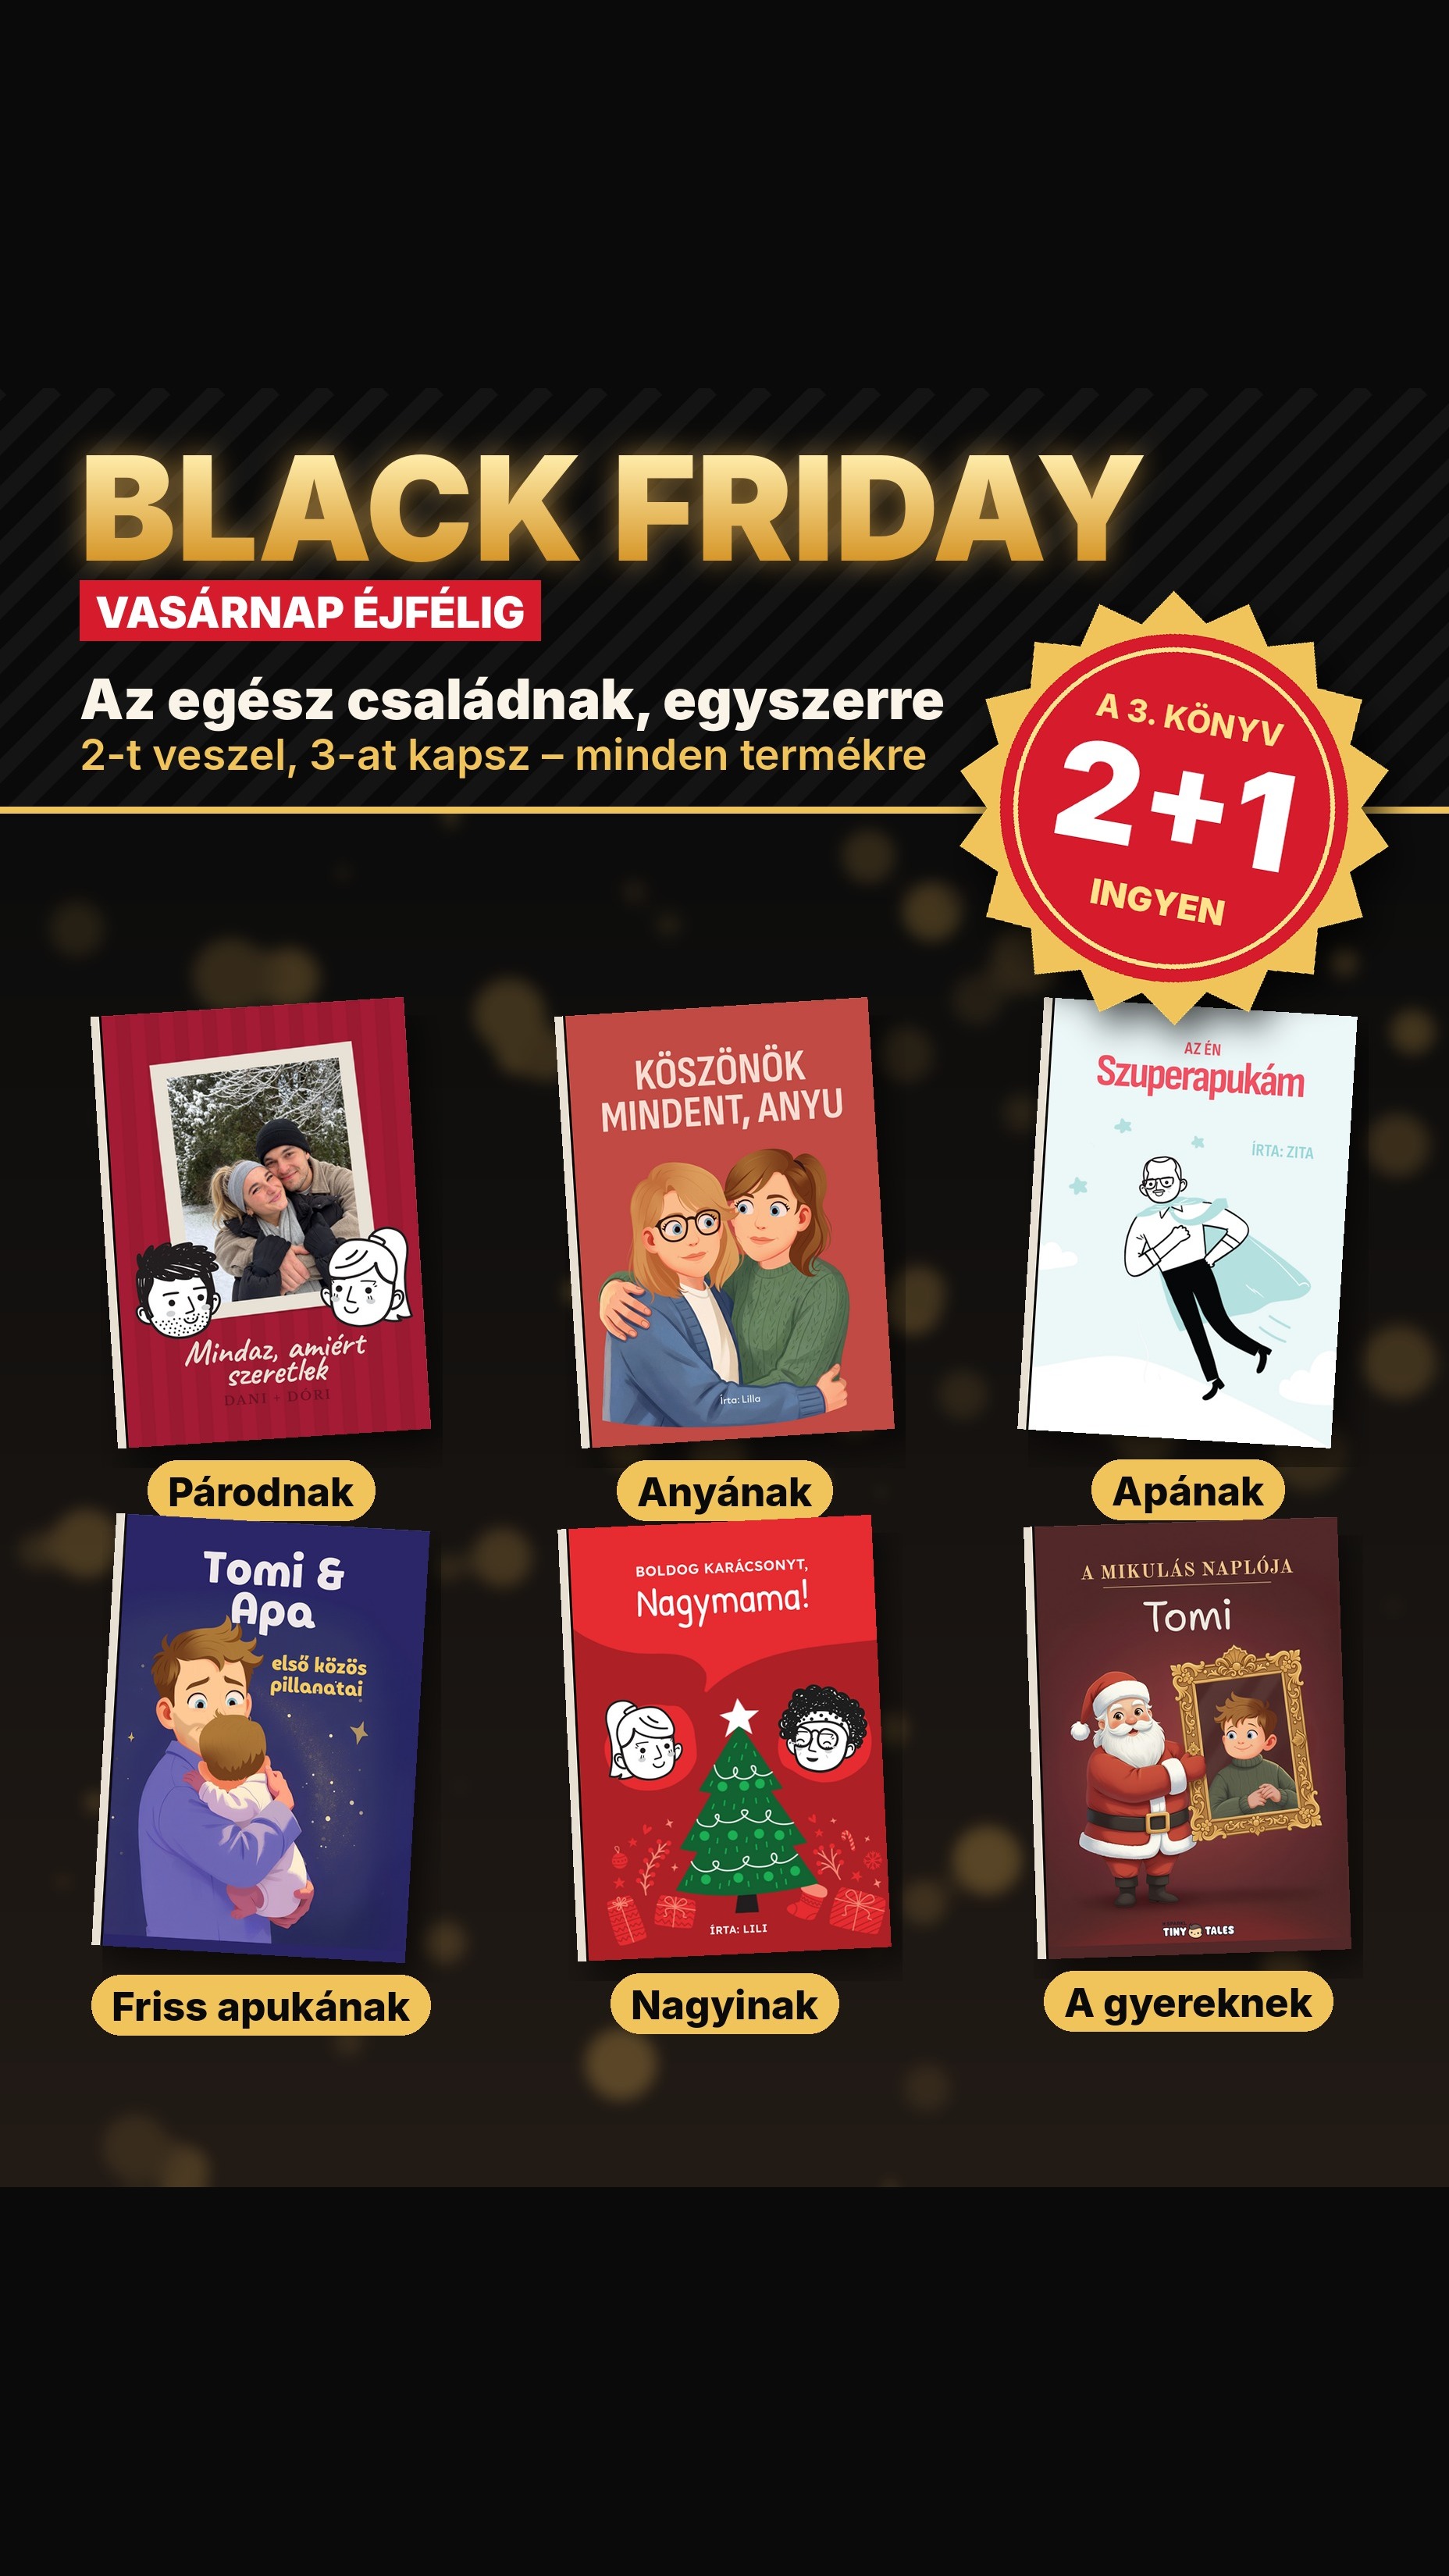 BLACK FRIDAY
VASÁRNAP ÉJFÉLIG
Az egész családnak, egyszerre
2-t veszel, 3-at kapsz – minden termékre
A 3. KÖNYV
2+1
INGYEN
Mindaz, amiért
szeretlek
DANI + DÓRI
Párodnak
KÖSZÖNÖK
MINDENT, ANYU
Írta: Lilla
Anyának
AZ ÉN
Szuperapukám
ÍRTA: ZITA
Apának
Tomi &
Apa
első közös
pillanatai
Friss apukának
BOLDOG KARÁCSONYT,
Nagymama!
ÍRTA: LILI
Nagyinak
A MIKULÁS NAPLÓJA
Tomi
TINY TALES
A gyereknek